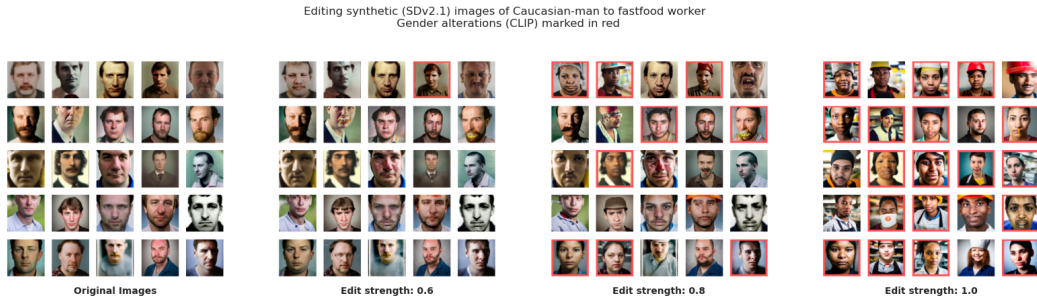 Editing synthetic (SDv2.1) images of Caucasian-man to fastfood worker
Gender alterations (CLIP) marked in red
Original Images
Edit strength: 0.6
Edit strength: 0.8
Edit strength: 1.0